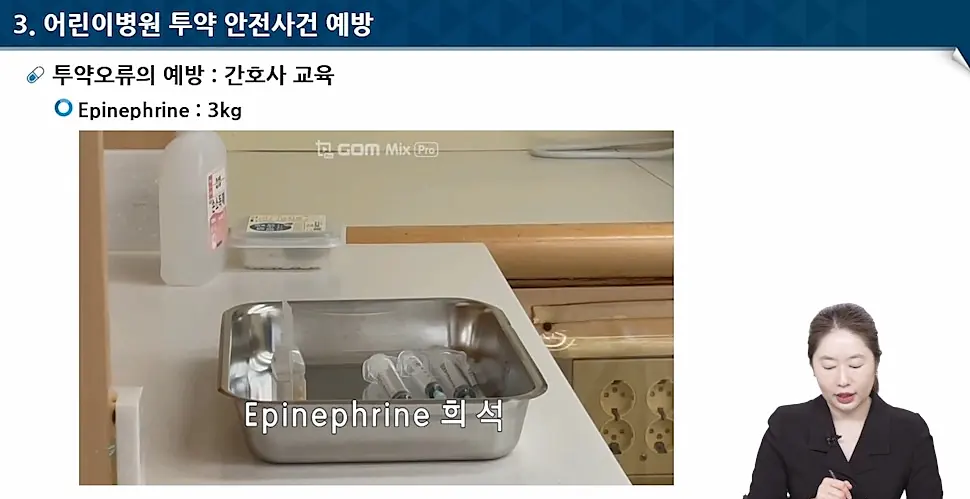 3. 어린이병원 투약 안전사건 예방
투약오류의 예방 : 간호사 교육
Epinephrine : 3kg
GOM Mix Pro
Epinephrine 희석